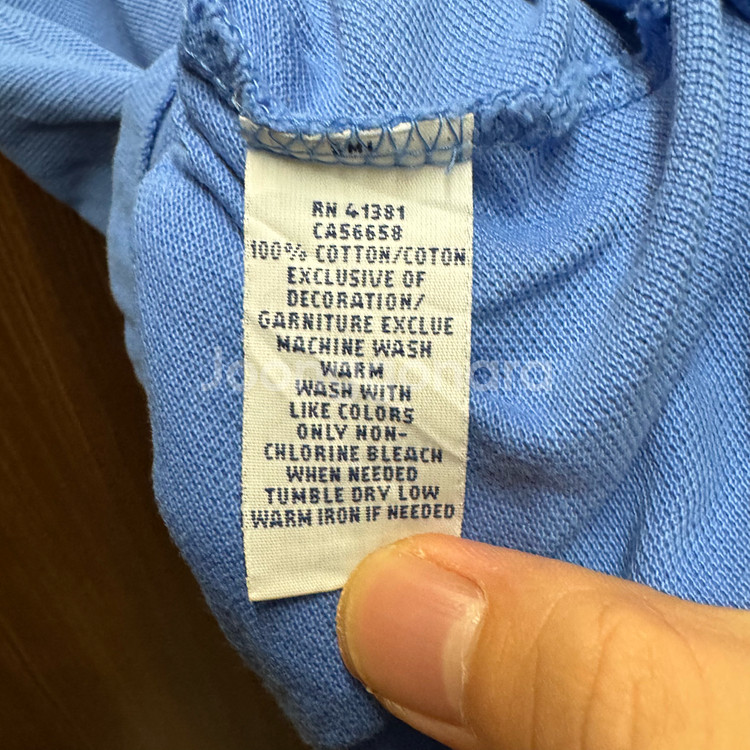 RN 41381
CA56658
100% COTTON/COTON
EXCLUSIVE OF
DECORATION/
GARNITURE EXCLUE
MACHINE WASH
WARM
WASH WITH
LIKE COLORS
ONLY NON-
CHLORINE BLEACH
WHEN NEEDED
TUMBLE DRY LOW
WARM IRON IF NEEDED